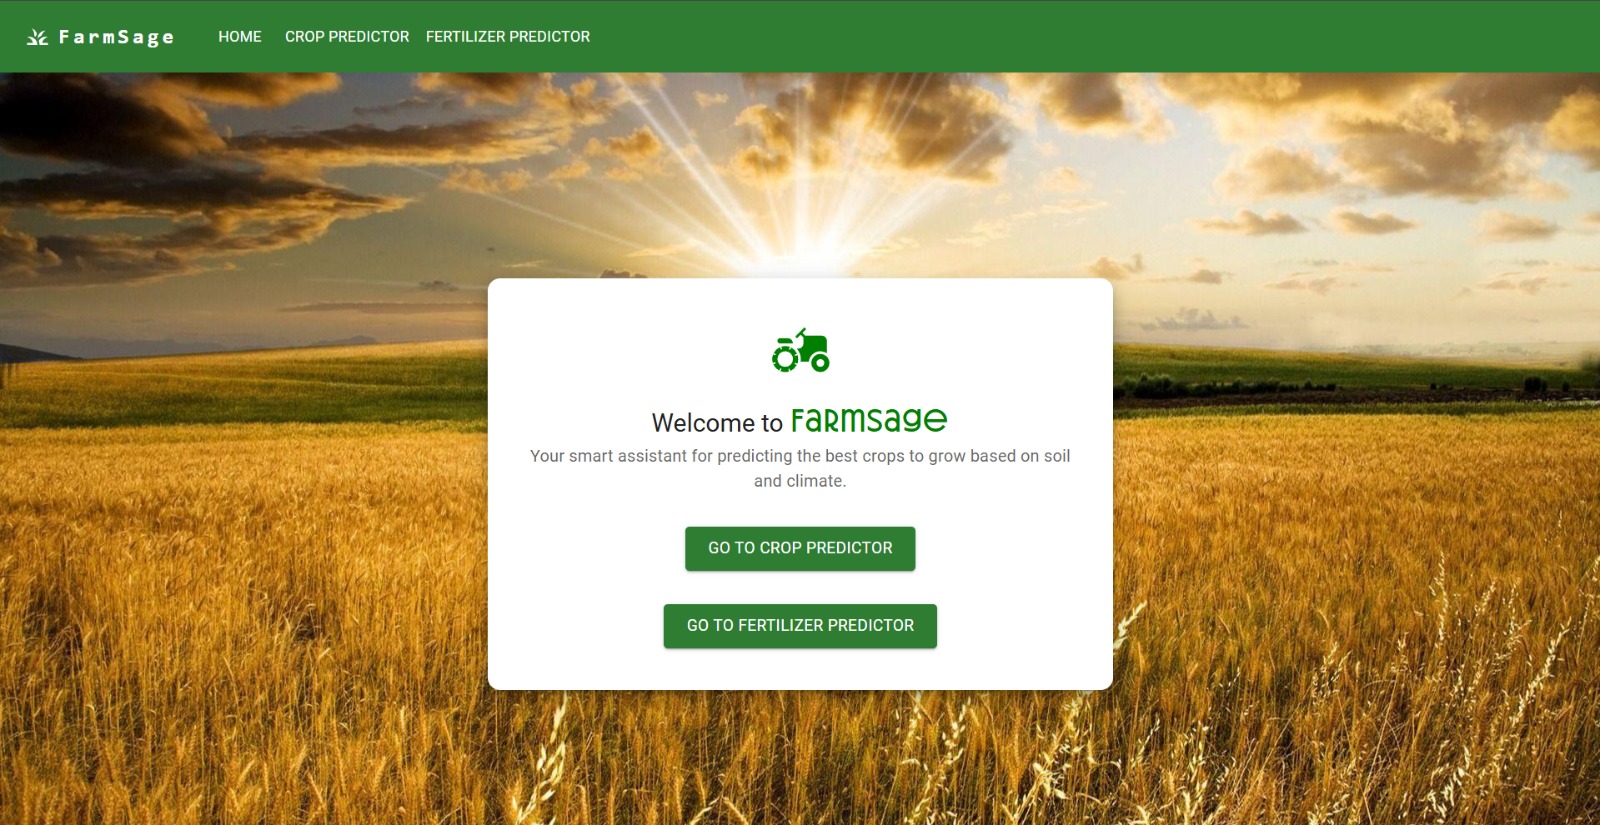 FarmSage HOME CROP PREDICTOR FERTILIZER PREDICTOR
Welcome to Farmsage
Your smart assistant for predicting the best crops to grow based on soil
and climate.
GO TO CROP PREDICTOR
GO TO FERTILIZER PREDICTOR